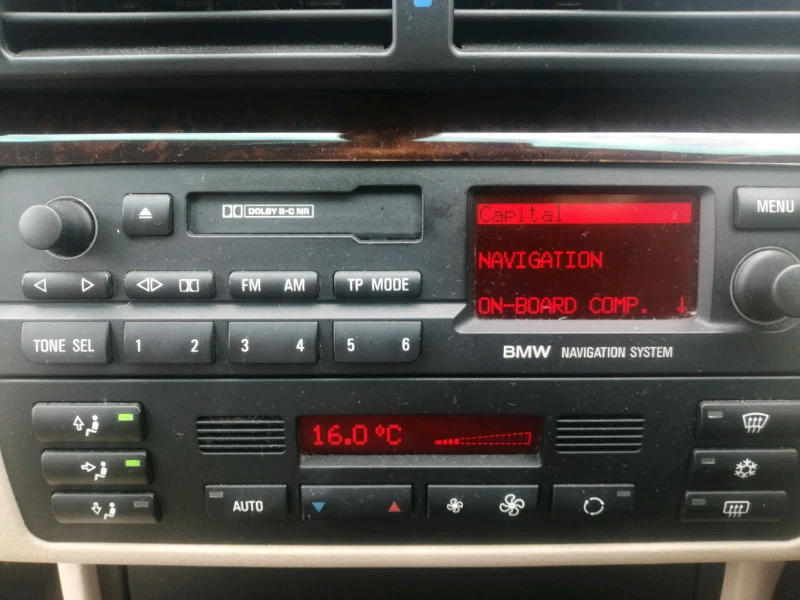 DOLBY B-C NR
Capital
MENU
NAVIGATION
FM AM
TP MODE
ON-BOARD COMP. ↓
TONE SEL
1 2
3 4
5 6
BMW NAVIGATION SYSTEM
16.0 °C
AUTO